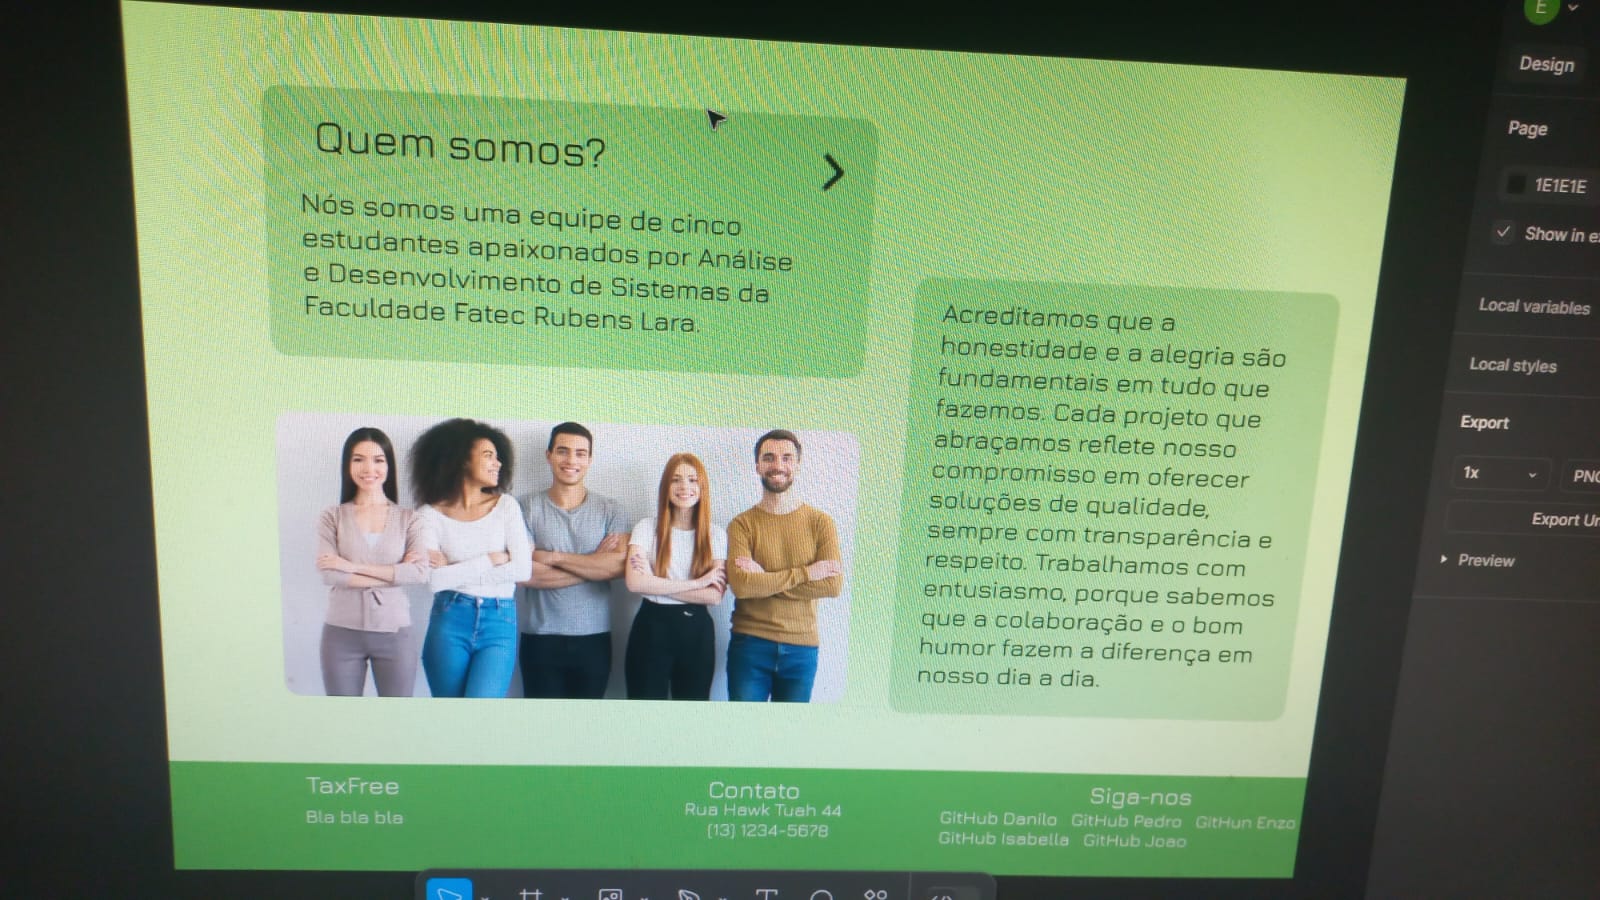 E
Design
Page
1E1E1E
Show in e
Local variables
Local styles
Export
1x
PNG
Export Un
Preview
Quem somos?
Nós somos uma equipe de cinco
estudantes apaixonados por Análise
e Desenvolvimento de Sistemas da
Faculdade Fatec Rubens Lara.
Acreditamos que a
honestidade e a alegria são
fundamentais em tudo que
fazemos. Cada projeto que
abraçamos reflete nosso
compromisso em oferecer
soluções de qualidade,
sempre com transparência e
respeito. Trabalhamos com
entusiasmo, porque sabemos
que a colaboração e o bom
humor fazem a diferença em
nosso dia a dia.
TaxFree
Bla bla bla
Contato
Rua Hawk Tuah 44
(13) 1234-5678
Siga-nos
GitHub Danilo GitHub Pedro GitHun Enzo
GitHub Isabella GitHub Joao